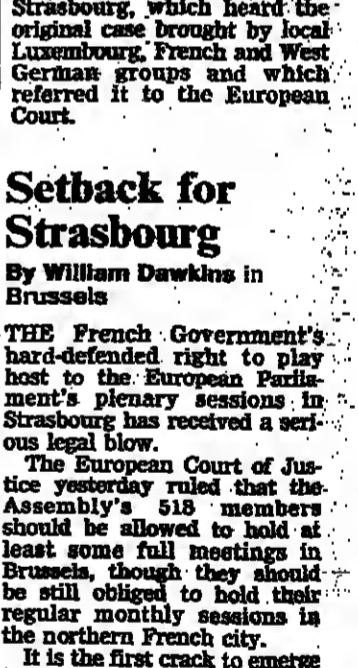 Strasbourg, which heard the
original case brought by local
Luxembourg, French and West
German groups and which
referred it to the European
Court.
Setback for
Strasbourg
By William Dawkins in
Brussels
THE French Government's
hard-defended right to play
host to the European Parlia-
ment's plenary sessions in
Strasbourg has received a seri-
ous legal blow.
The European Court of Jus-
tice yesterday ruled that the
Assembly's 518 members
should be allowed to hold at
least some full meetings in
Brussels, though they should
be still obliged to hold their
regular monthly sessions in
the northern French city.
It is the first crack to emerge